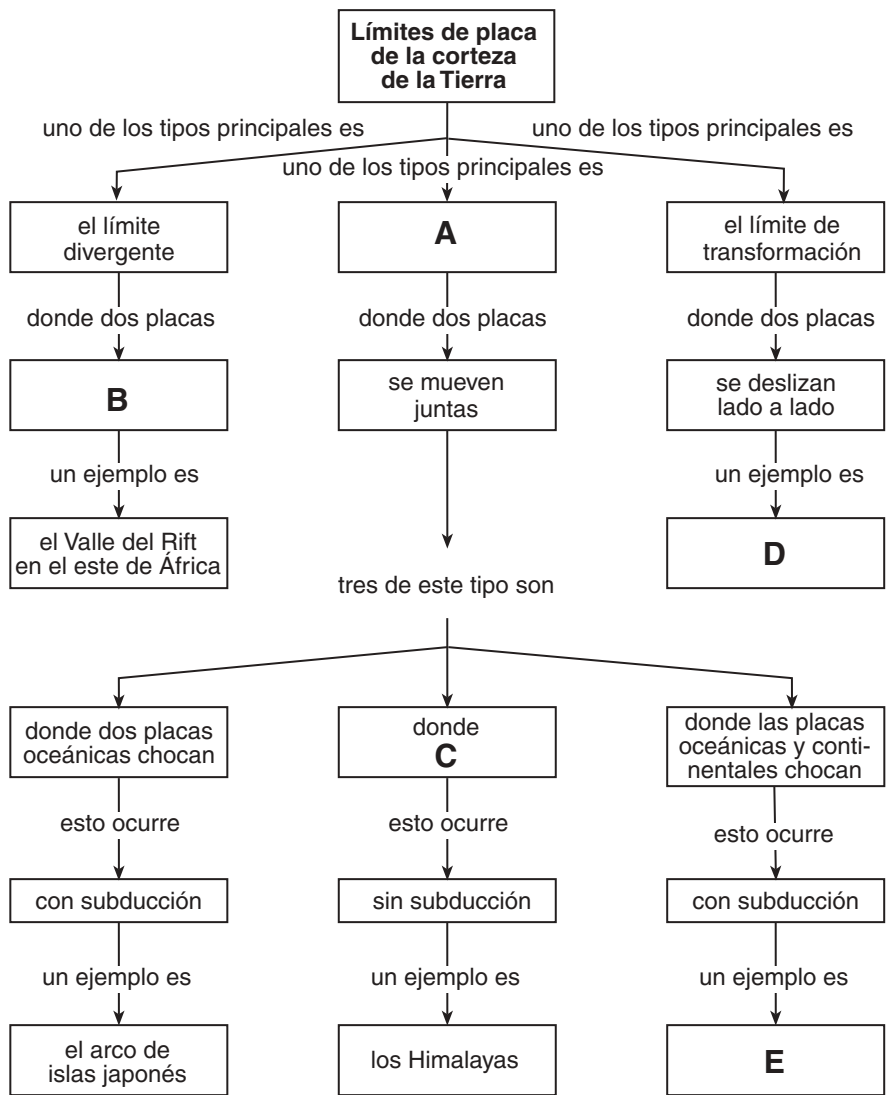 Límites de placa
de la corteza
de la Tierra
uno de los tipos principales es
uno de los tipos principales es
uno de los tipos principales es
el límite
divergente
A
el límite de
transformación
donde dos placas
donde dos placas
donde dos placas
B
se mueven
juntas
se deslizan
lado a lado
un ejemplo es
un ejemplo es
el Valle del Rift
en el este de África
D
tres de este tipo son
donde dos placas
oceánicas chocan
donde
C
donde las placas
oceánicas y conti-
nentales chocan
esto ocurre
esto ocurre
esto ocurre
con subducción
sin subducción
con subducción
un ejemplo es
un ejemplo es
un ejemplo es
el arco de
islas japonés
los Himalayas
E